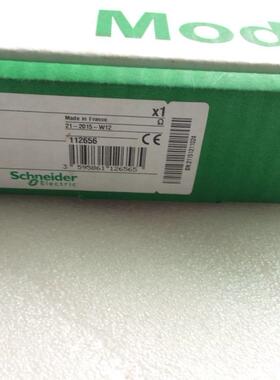 Mod
x1
Made in France
21-2015-W12
Ω
112656
CE
3 595861 126565
Schneider
Electric